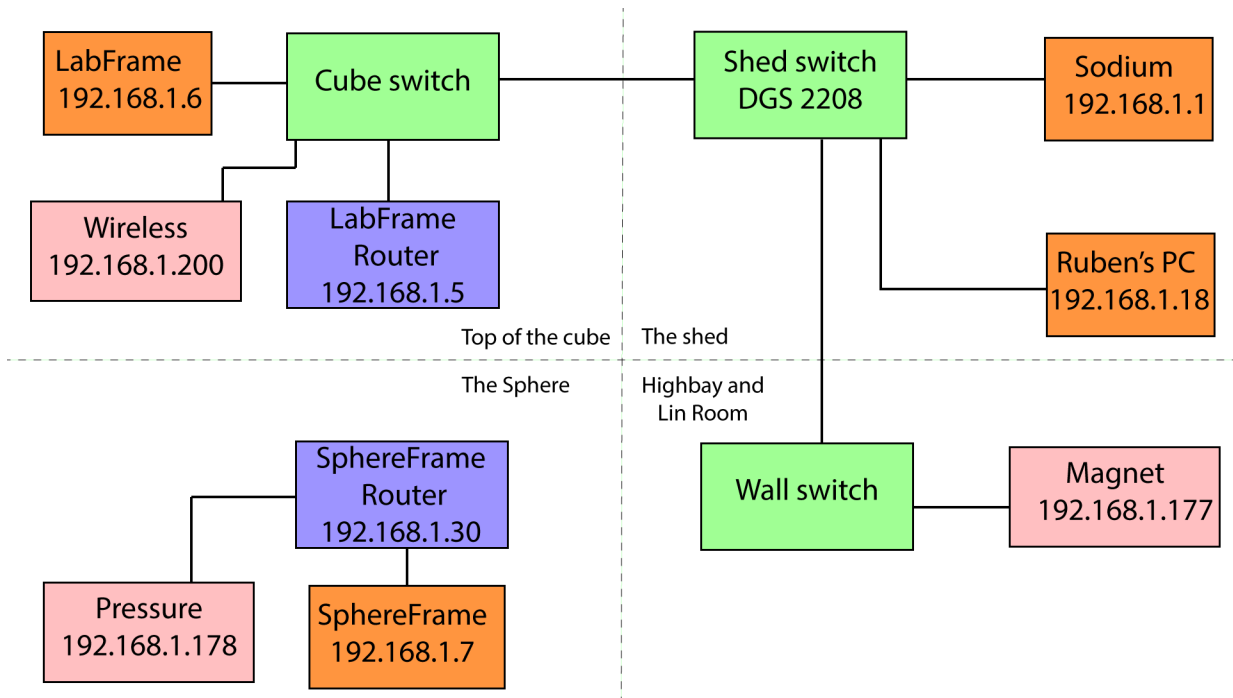 LabFrame
192.168.1.6
Cube switch
Shed switch
DGS 2208
Sodium
192.168.1.1
Wireless
192.168.1.200
LabFrame
Router
192.168.1.5
Ruben's PC
192.168.1.18
Top of the cube
The shed
The Sphere
Highbay and
Lin Room
SphereFrame
Router
192.168.1.30
Wall switch
Magnet
192.168.1.177
Pressure
192.168.1.178
SphereFrame
192.168.1.7